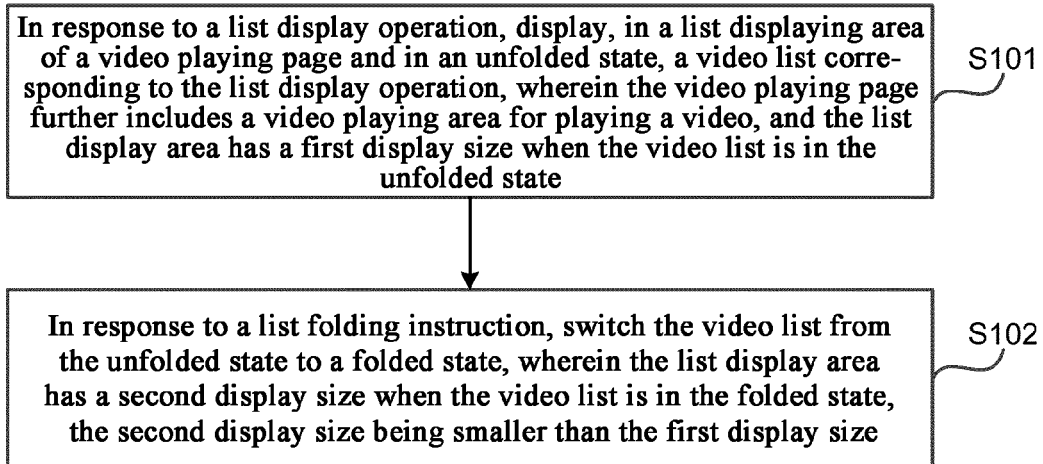 In response to a list display operation, display, in a list displaying area
of a video playing page and in an unfolded state, a video list corre-
sponding to the list display operation, wherein the video playing page
further includes a video playing area for playing a video, and the list
display area has a first display size when the video list is in the
unfolded state
S101
In response to a list folding instruction, switch the video list from
the unfolded state to a folded state, wherein the list display area
has a second display size when the video list is in the folded state,
the second display size being smaller than the first display size
S102